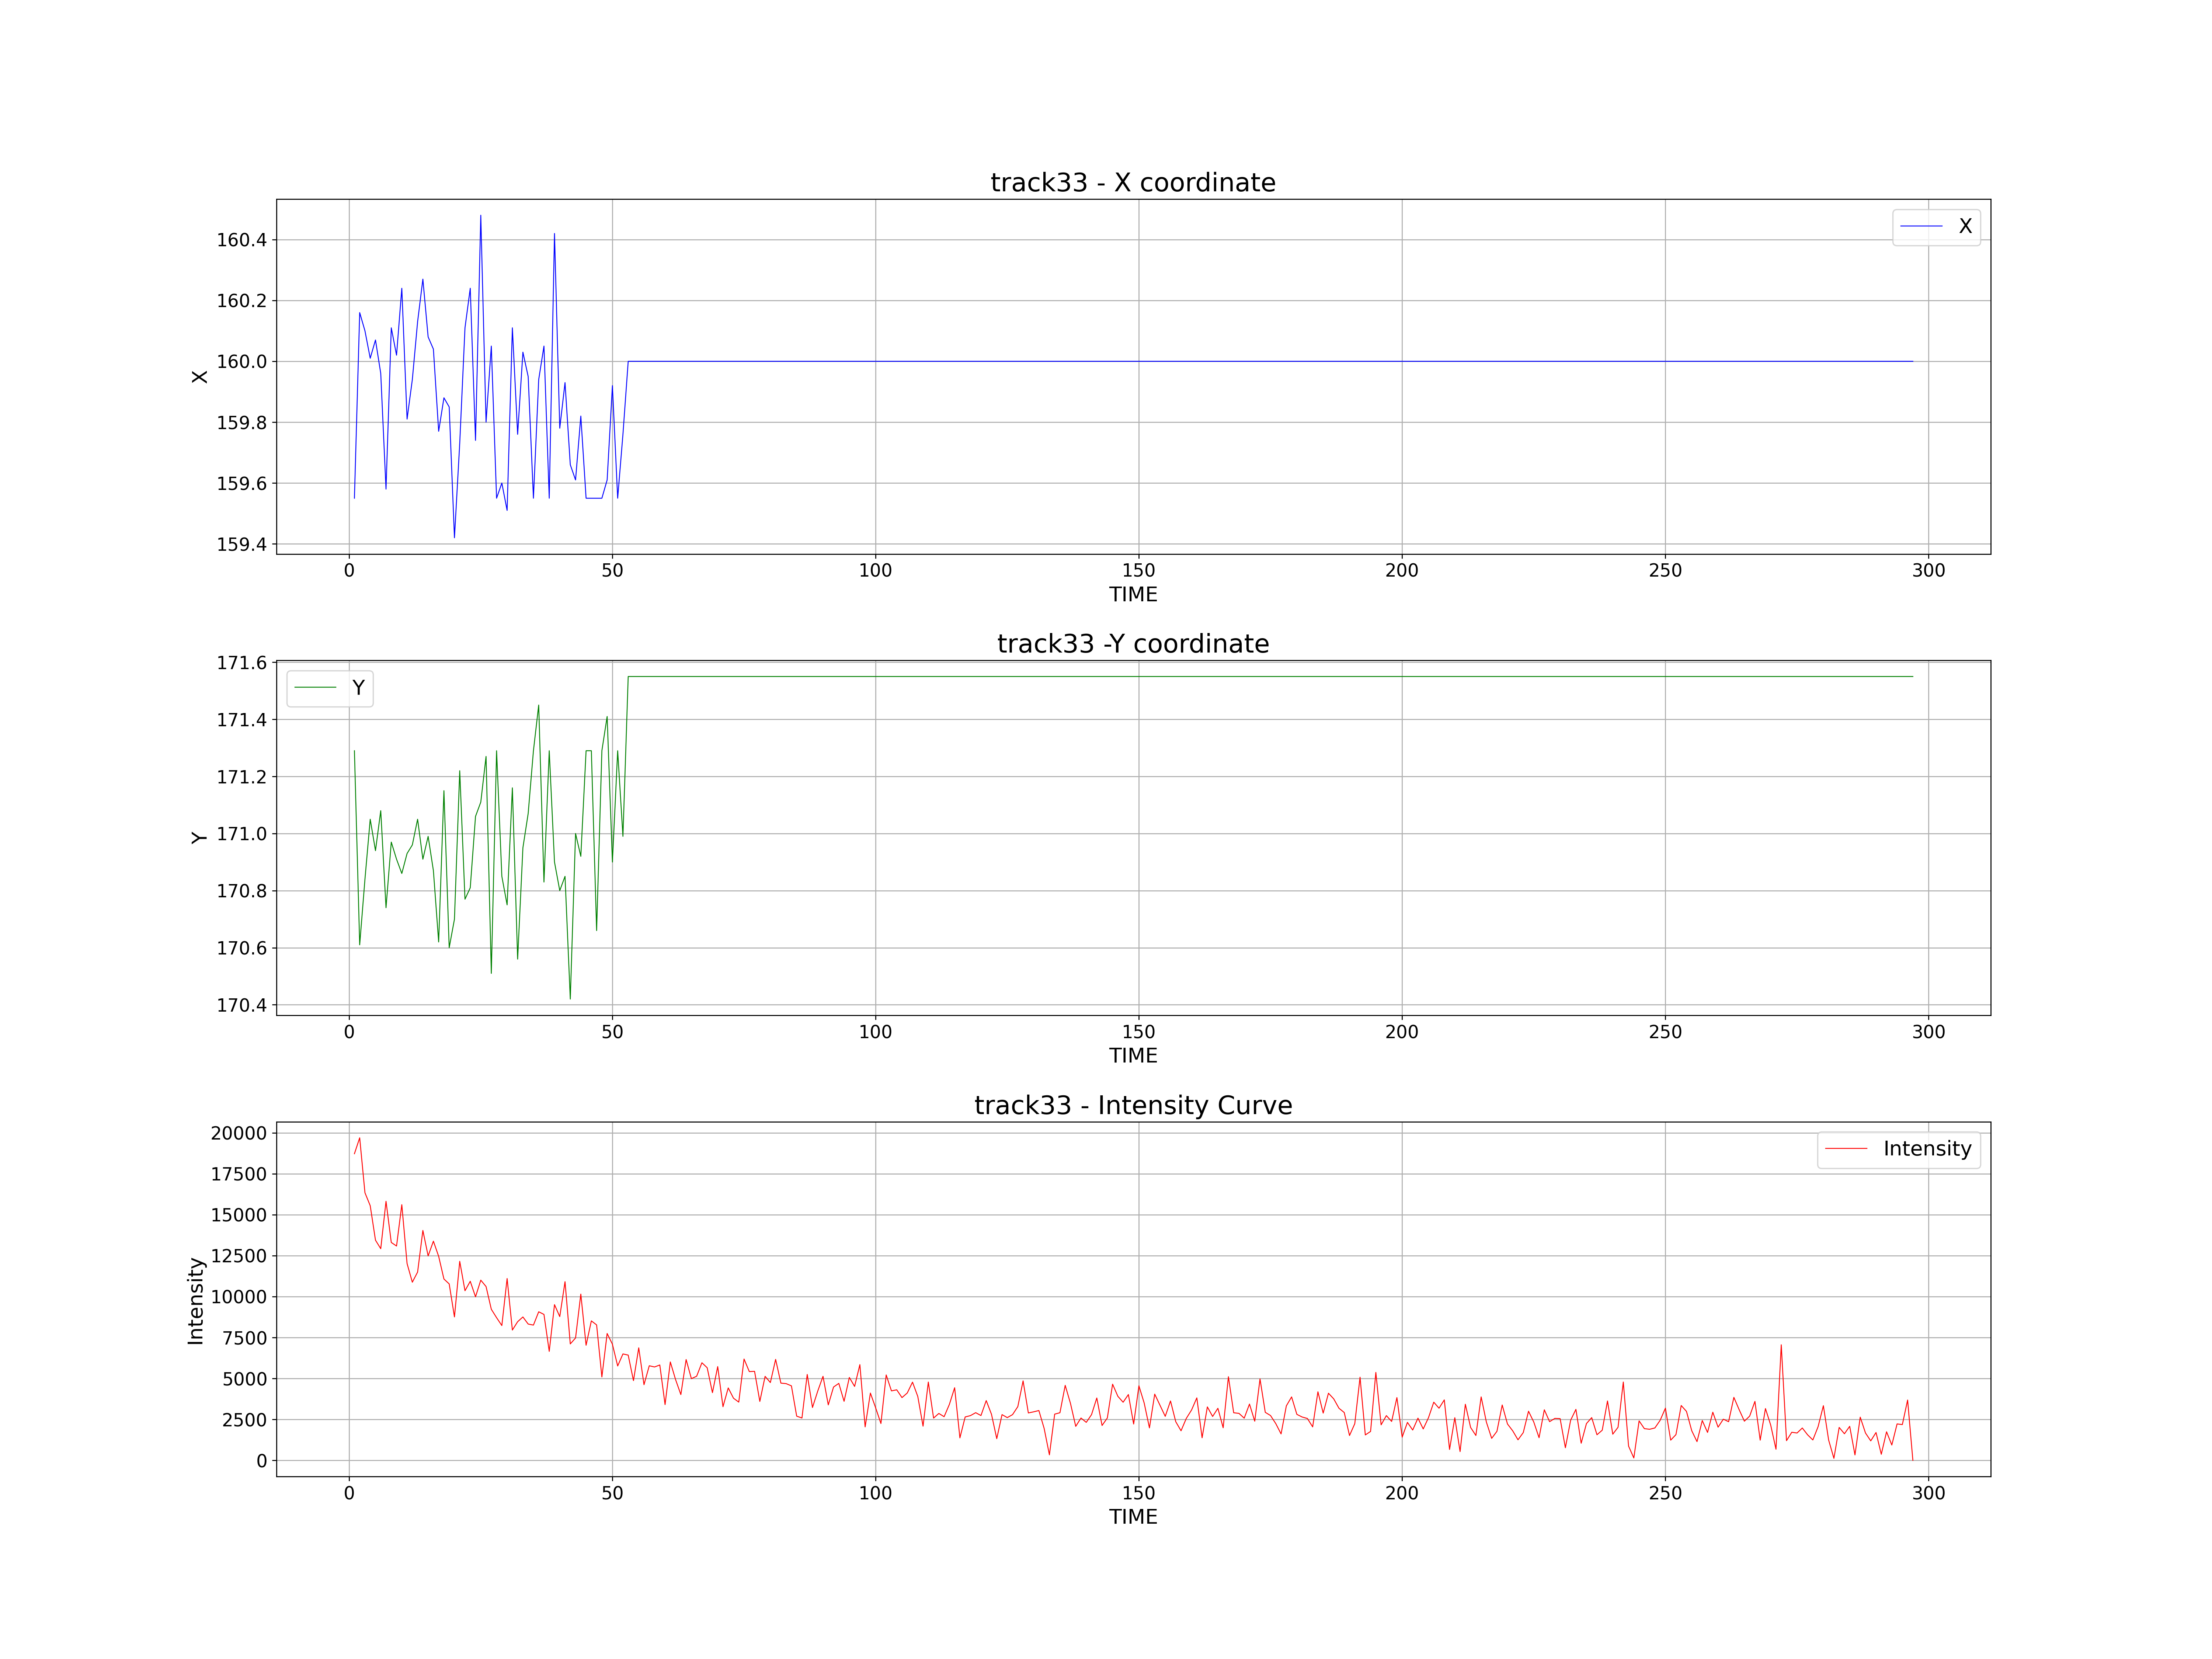 track33 - X coordinate
X
160.4
160.2
160.0
159.8
159.6
159.4
X
0 50 100 150 200 250 300
TIME
track33 -Y coordinate
Y
171.6
171.4
171.2
171.0
170.8
170.6
170.4
Y
0 50 100 150 200 250 300
TIME
track33 - Intensity Curve
Intensity
20000
17500
15000
12500
10000
7500
5000
2500
0
Intensity
0 50 100 150 200 250 300
TIME